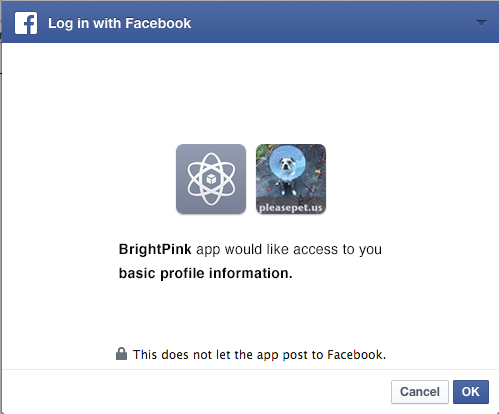 Log in with Facebook
pleasepet.us
BrightPink app would like access to you
basic profile information.
This does not let the app post to Facebook.
Cancel OK